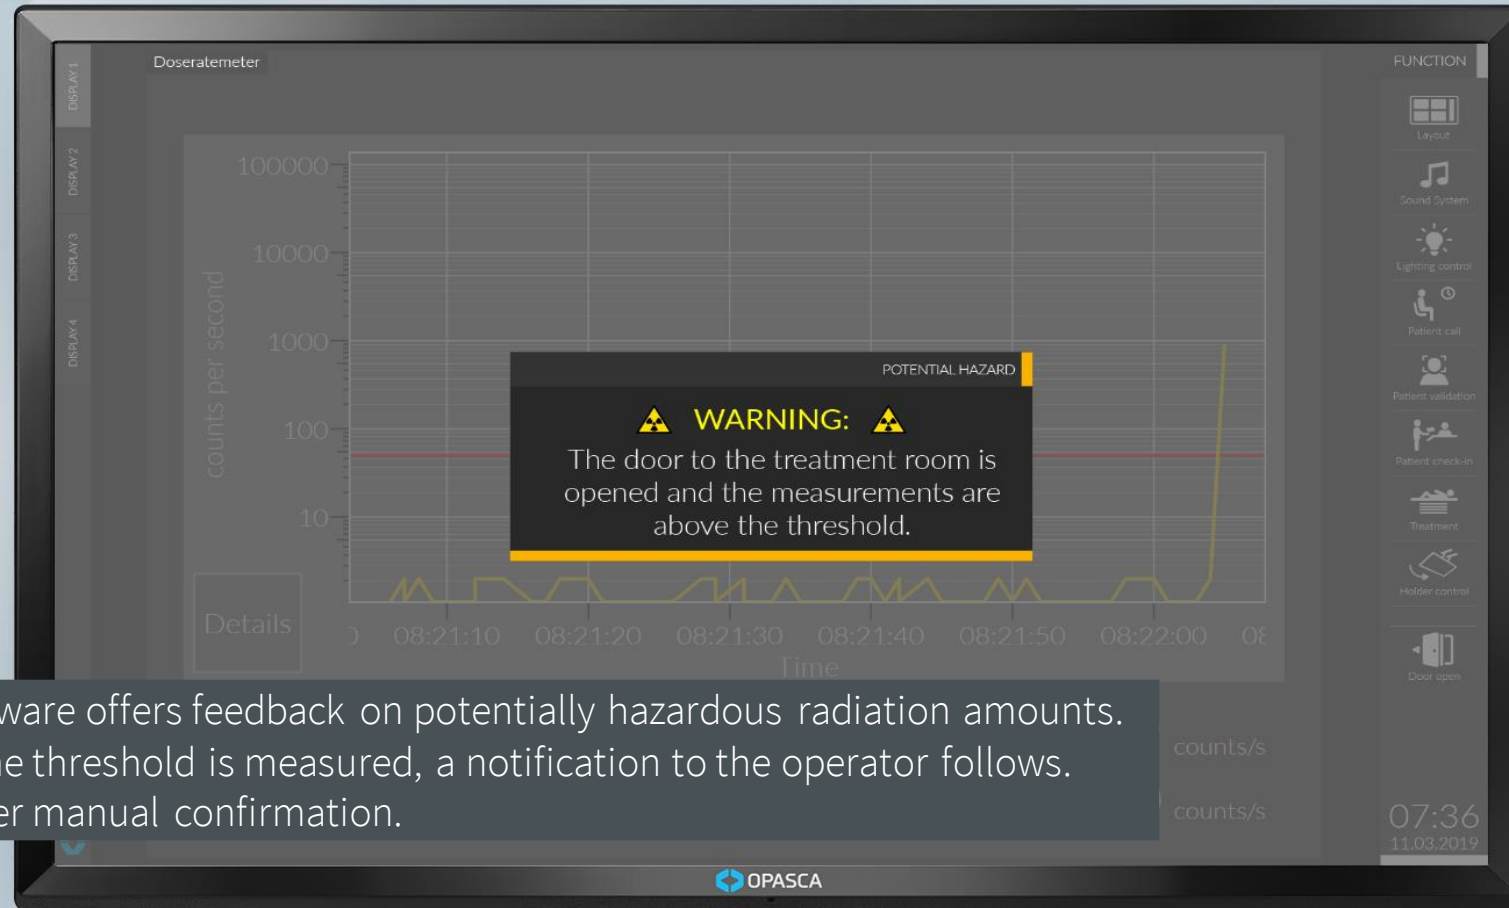 DISPLAY 1
DISPLAY 2
DISPLAY 3
DISPLAY 4
Doseratemeter
100000
10000
1000
100
10
counts per second
08:21:10 08:21:20 08:21:30 08:21:40 08:21:50 08:22:00
Time
Details
POTENTIAL HAZARD
WARNING:
The door to the treatment room is
opened and the measurements are
above the threshold.
offers feedback on potentially hazardous radiation amounts.
threshold is measured, a notification to the operator follows.
manual confirmation.
counts/s
counts/s
FUNCTION
Layout
Sound System
Lighting control
Patient call
Patient validation
Patient check-in
Treatment
Holder control
Door open
07:36
11.03.2019
OPASCA